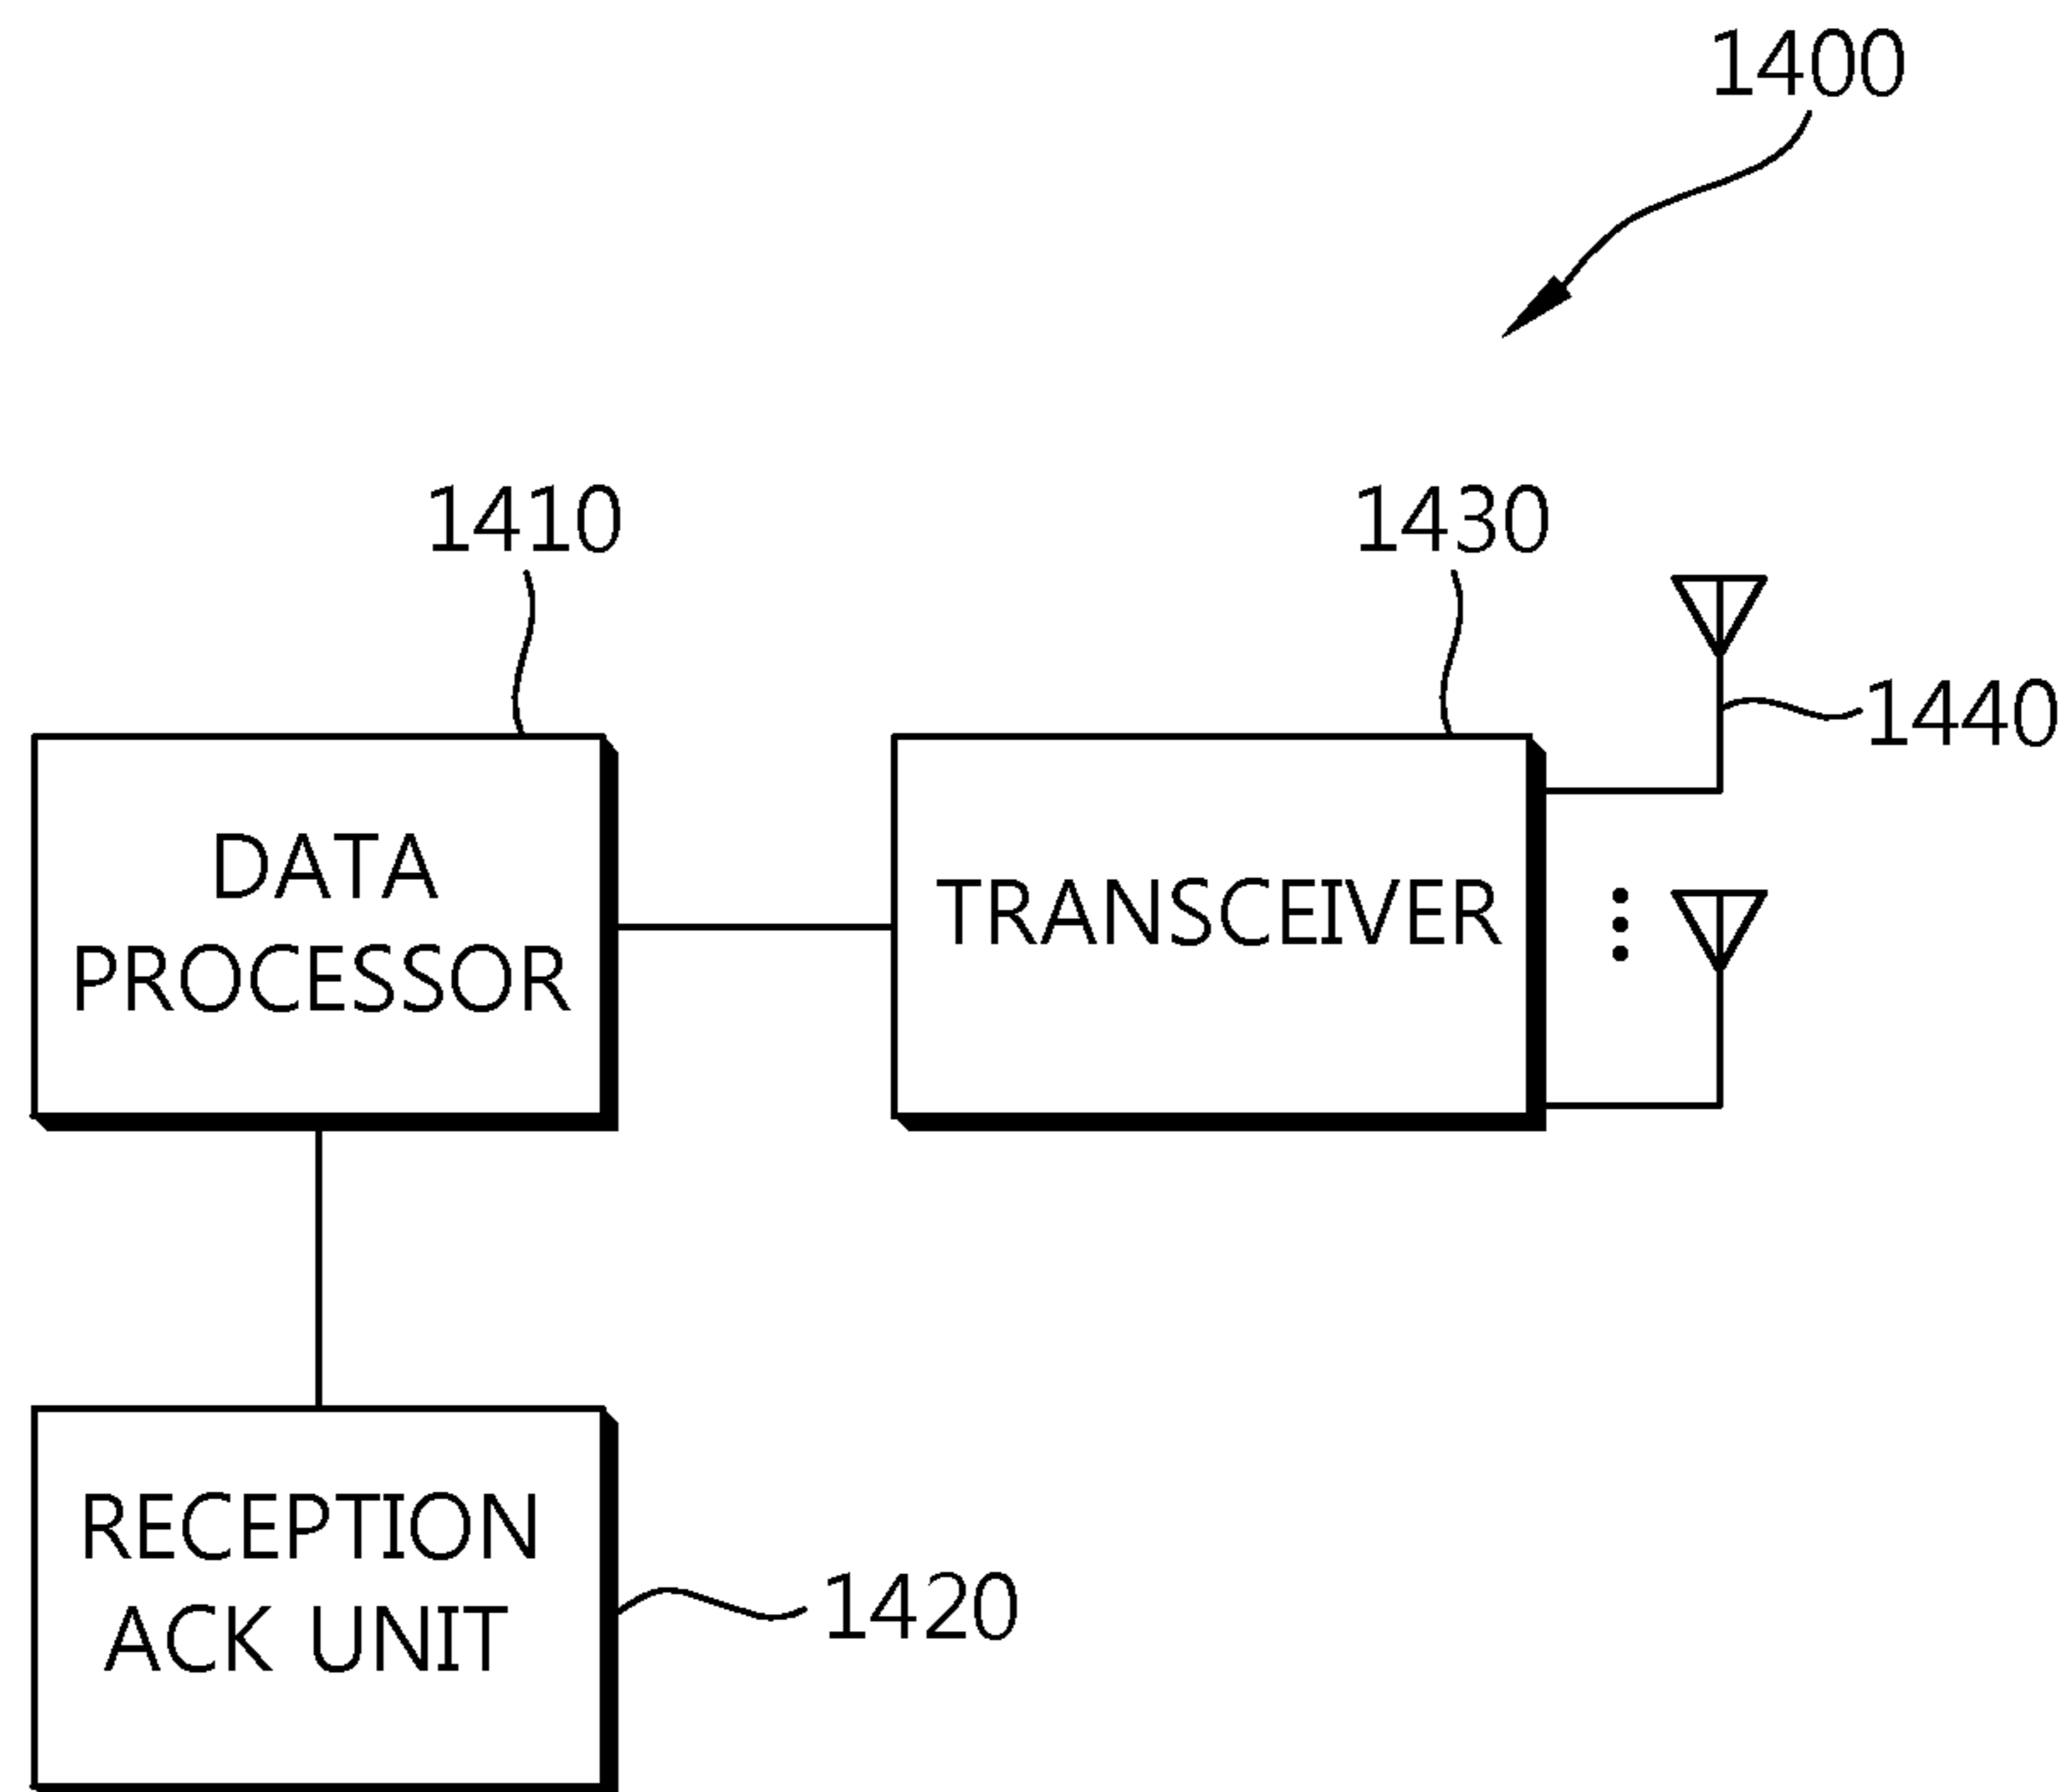 1400
1410
1430
1440
DATA
PROCESSOR
TRANSCEIVER
RECEPTION
ACK UNIT
1420